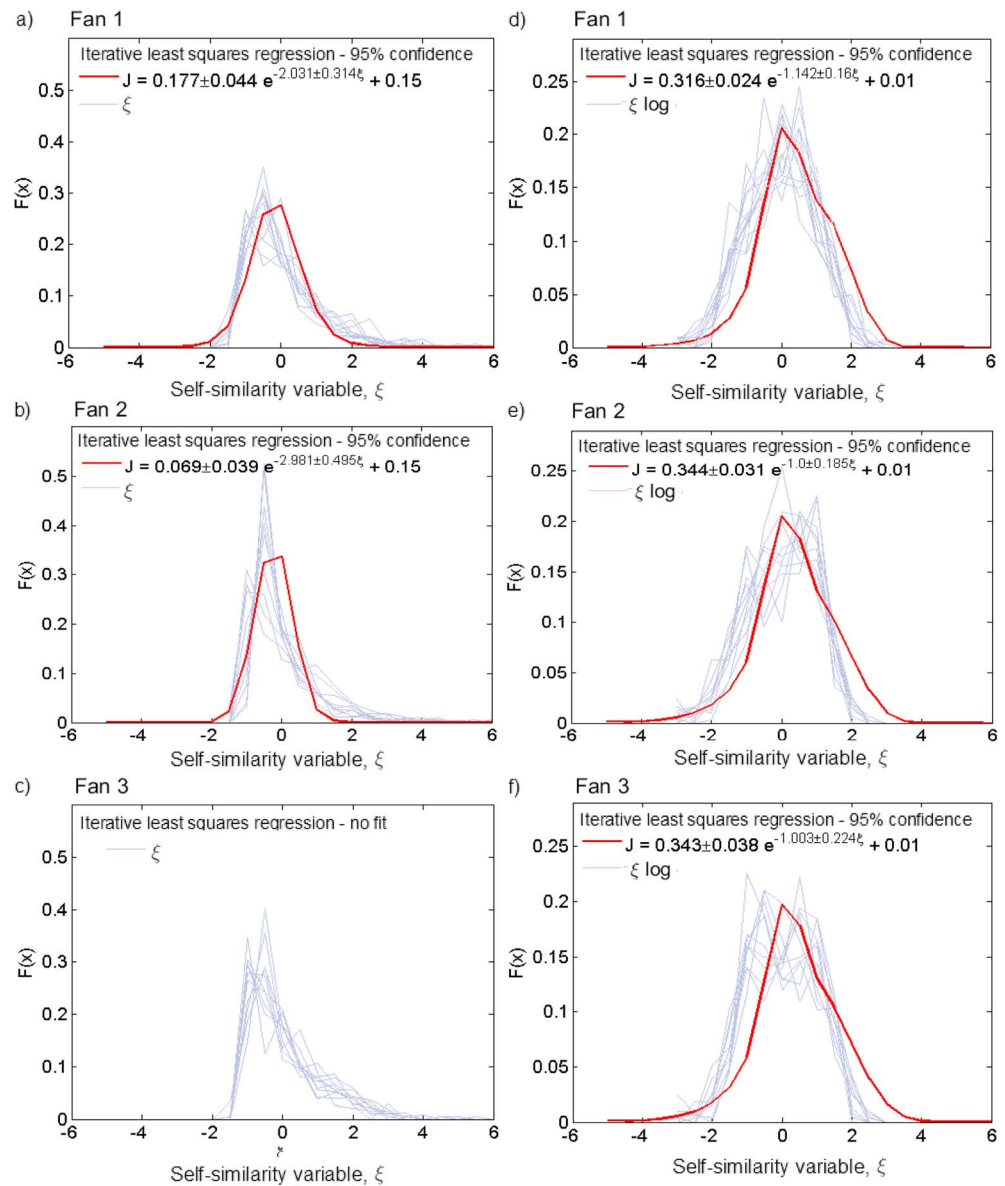 a) Fan 1
Iterative least squares regression - 95% confidence
J = 0.177±0.044 e^-2.031±0.314ξ + 0.15
ξ
F(x)
0.5
0.4
0.3
0.2
0.1
0
-6 -4 -2 0 2 4 6
Self-similarity variable, ξ
b) Fan 2
Iterative least squares regression - 95% confidence
J = 0.069±0.039 e^-2.981±0.495ξ + 0.15
ξ
F(x)
0.5
0.4
0.3
0.2
0.1
0
-6 -4 -2 0 2 4 6
Self-similarity variable, ξ
c) Fan 3
Iterative least squares regression - no fit
ξ
F(x)
0.5
0.4
0.3
0.2
0.1
0
-6 -4 -2 0 2 4 6
ξ
Self-similarity variable, ξ
d) Fan 1
Iterative least squares regression - 95% confidence
J = 0.316±0.024 e^-1.142±0.16ξ + 0.01
ξ log
F(x)
0.25
0.2
0.15
0.1
0.05
0
-6 -4 -2 0 2 4 6
Self-similarity variable, ξ
e) Fan 2
Iterative least squares regression - 95% confidence
J = 0.344±0.031 e^-1.0±0.185ξ + 0.01
ξ log
F(x)
0.25
0.2
0.15
0.1
0.05
0
-6 -4 -2 0 2 4 6
Self-similarity variable, ξ
f) Fan 3
Iterative least squares regression - 95% confidence
J = 0.343±0.038 e^-1.003±0.224ξ + 0.01
ξ log
F(x)
0.25
0.2
0.15
0.1
0.05
0
-6 -4 -2 0 2 4 6
Self-similarity variable, ξ